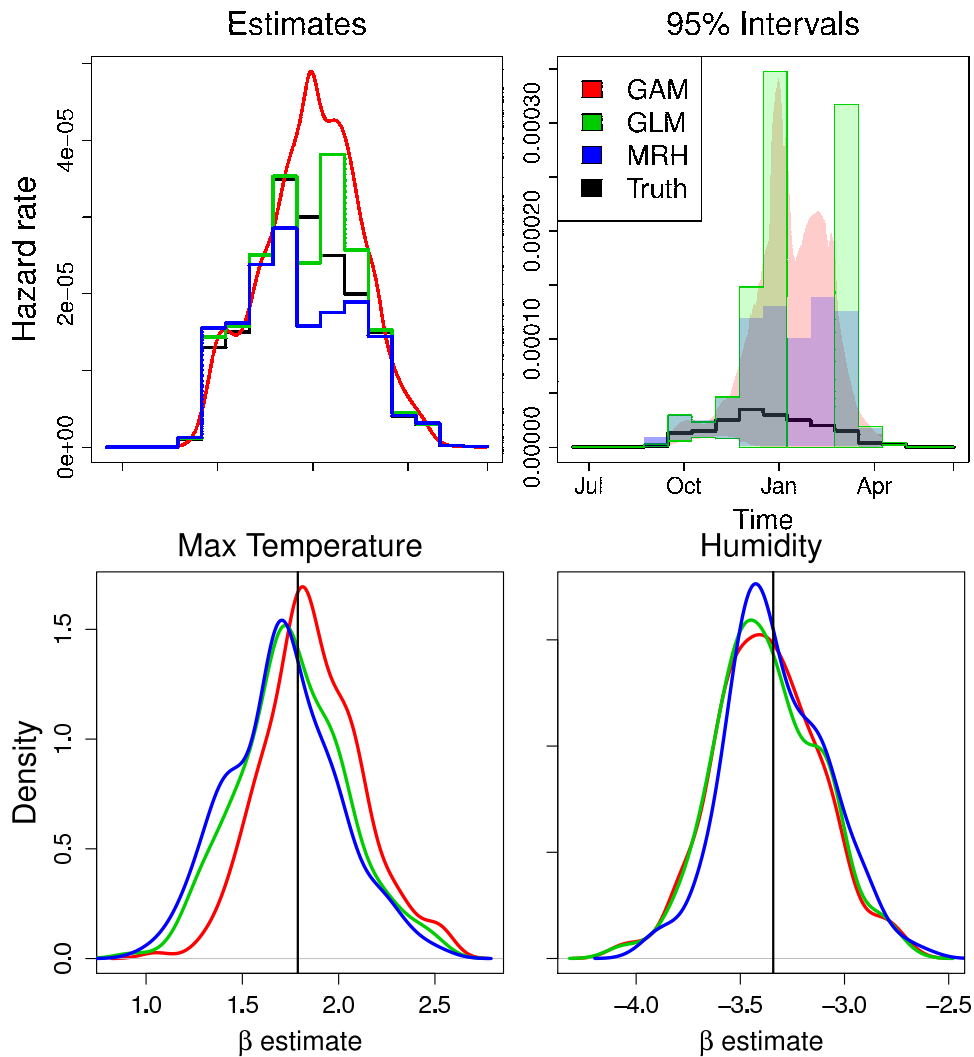 Estimates
95% Intervals
Hazard rate
0e+00
2e−05
4e−05
0.00000
0.00010
0.00020
0.00030
GAM
GLM
MRH
Truth
Jul
Oct
Jan
Apr
Time
Max Temperature
Humidity
Density
0.0
0.5
1.0
1.5
1.0
1.5
2.0
2.5
β estimate
−4.0
−3.5
−3.0
−2.5
β estimate